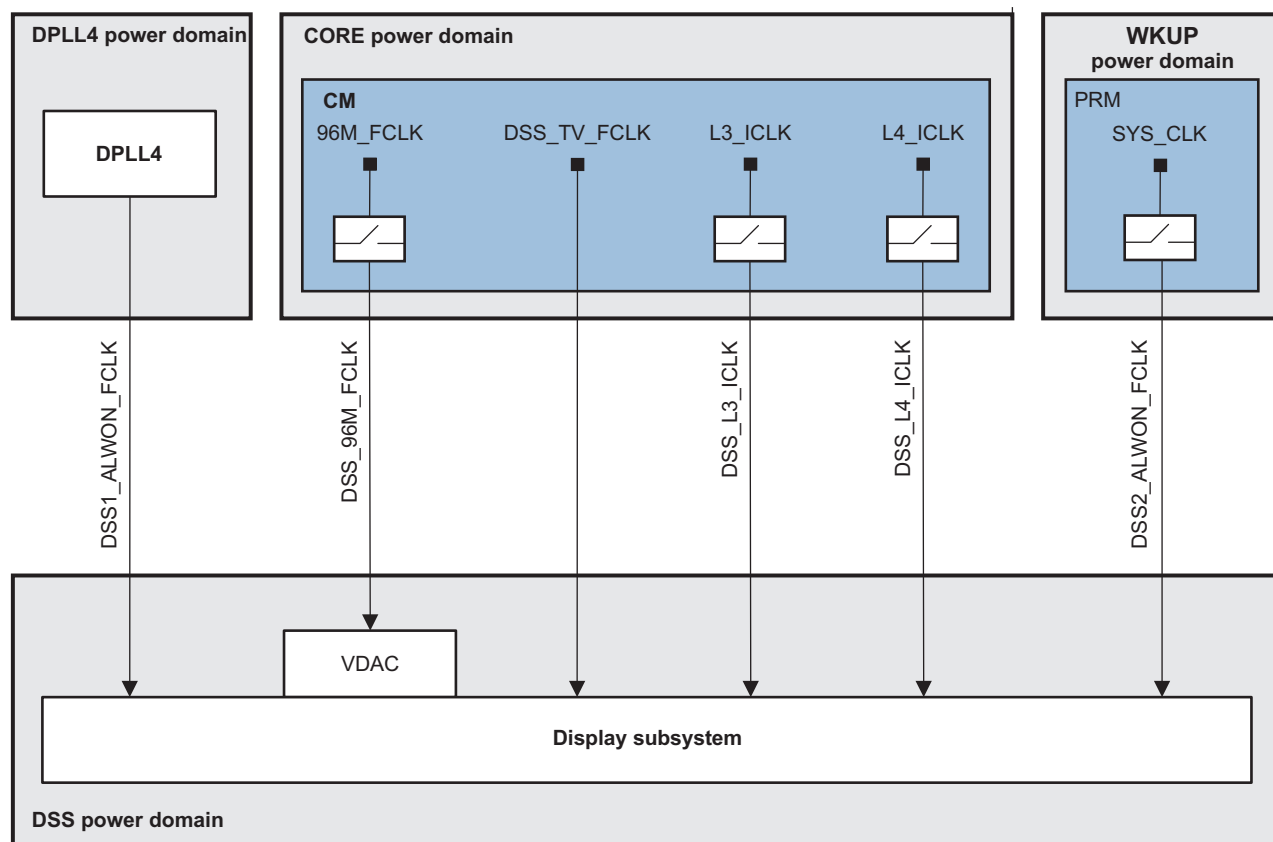 DPLL4 power domain
CORE power domain
WKUP
power domain
CM
PRM
96M_FCLK
DSS_TV_FCLK
L3_ICLK
L4_ICLK
SYS_CLK
DPLL4
DSS1_ALWON_FCLK
DSS_96M_FCLK
DSS_L3_ICLK
DSS_L4_ICLK
DSS2_ALWON_FCLK
VDAC
Display subsystem
DSS power domain